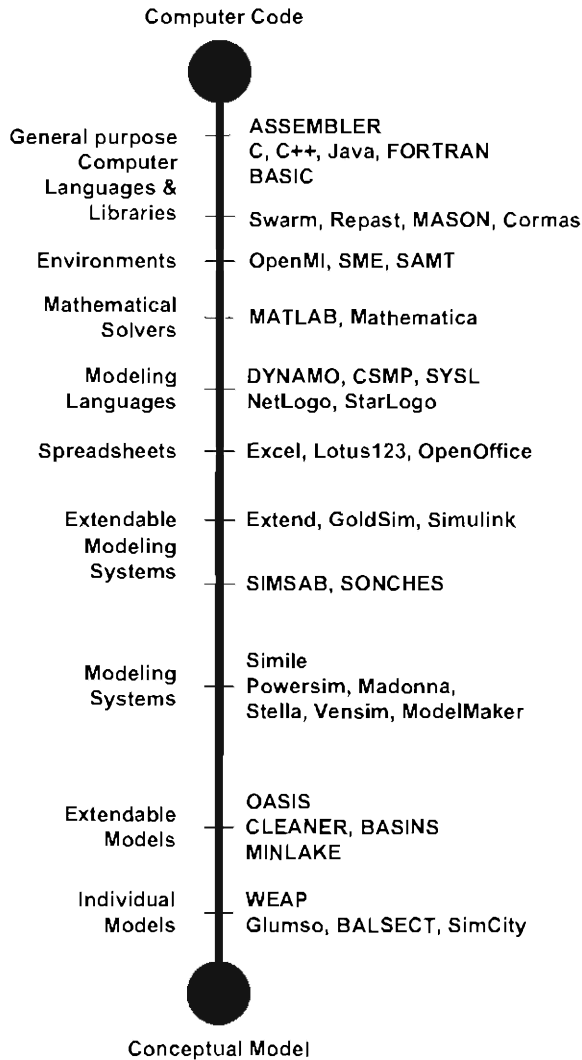 Computer Code
General purpose
Computer
Languages &
Libraries
ASSEMBLER
C, C++, Java, FORTRAN
BASIC
Swarm, Repast, MASON, Cormas
Environments
OpenMI, SME, SAMT
Mathematical
Solvers
MATLAB, Mathematica
Modeling
Languages
DYNAMO, CSMP, SYSL
NetLogo, StarLogo
Spreadsheets
Excel, Lotus123, OpenOffice
Extendable
Modeling
Systems
Extend, GoldSim, Simulink
SIMSAB, SONCHES
Modeling
Systems
Simile
Powersim, Madonna,
Stella, Vensim, ModelMaker
Extendable
Models
OASIS
CLEANER, BASINS
MINLAKE
Individual
Models
WEAP
Glumso, BALSECT, SimCity
Conceptual Model